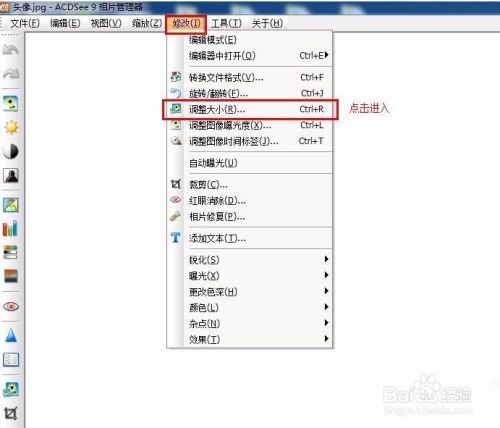 头像.jpg - ACDSee 9 相片管理器
文件(F) 编辑(E) 视图(V) 缩放(Z) 修改(I) 工具(T) 关于(H)
编辑模式(E)
编辑器中打开(O) Ctrl+E
转换文件格式(V)... Ctrl+F
旋转/翻转(F)... Ctrl+J
调整大小(R)... Ctrl+R 点击进入
调整图像曝光度(X)... Ctrl+L
调整图像时间标签(J)... Ctrl+T
自动曝光(U)
裁剪(C)...
红眼消除(D)...
相片修复(P)...
添加文本(T)...
锐化(S)
曝光(X)
更改色深(H)
颜色(L)
杂点(N)
效果(T)
Baidu 经验
jingyan.baidu.com